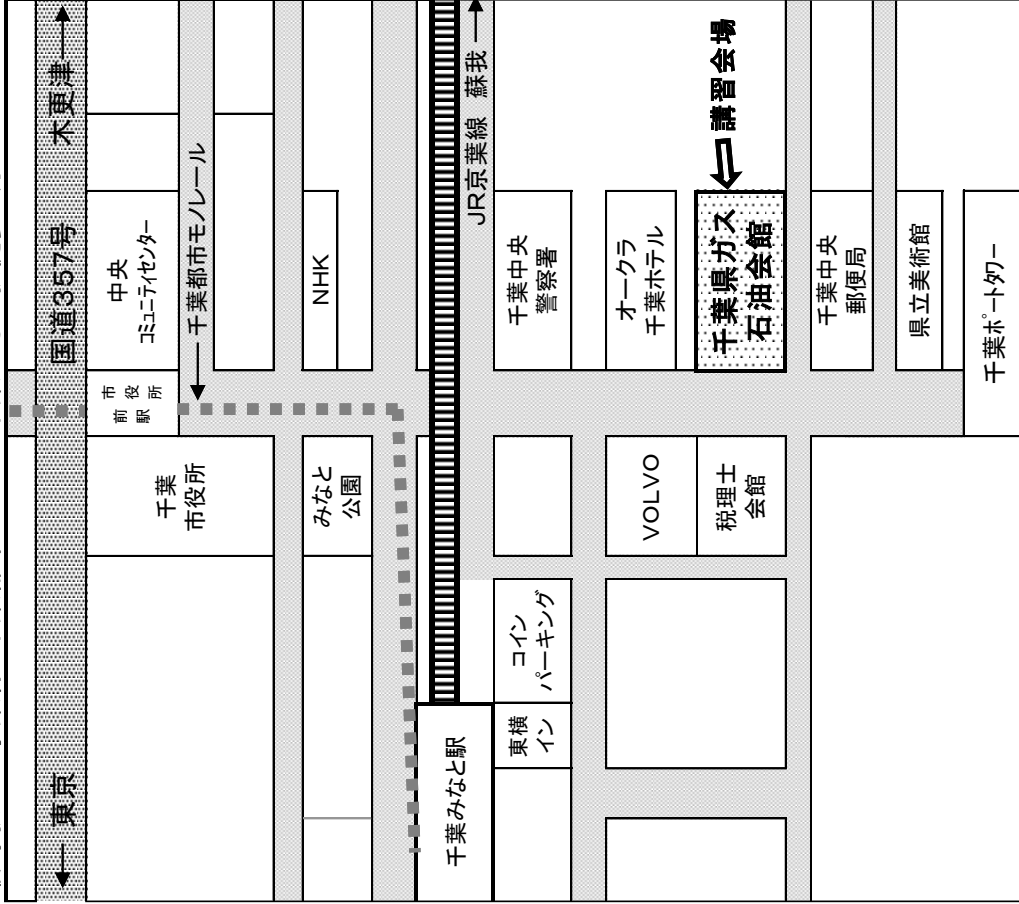 ← 東京
国道357号
木更津 →
千葉
市役所
市役所
前駅
中央
コミュニティセンター
← 千葉都市モノレール
みなと
公園
NHK
千葉みなと駅
JR京葉線 蘇我 →
東横
イン
コイン
パーキング
千葉中央
警察署
VOLVO
オークラ
千葉ホテル
税理士
会館
千葉県ガス
石油会館
講習会場
千葉中央
郵便局
県立美術館
千葉ポートタワー